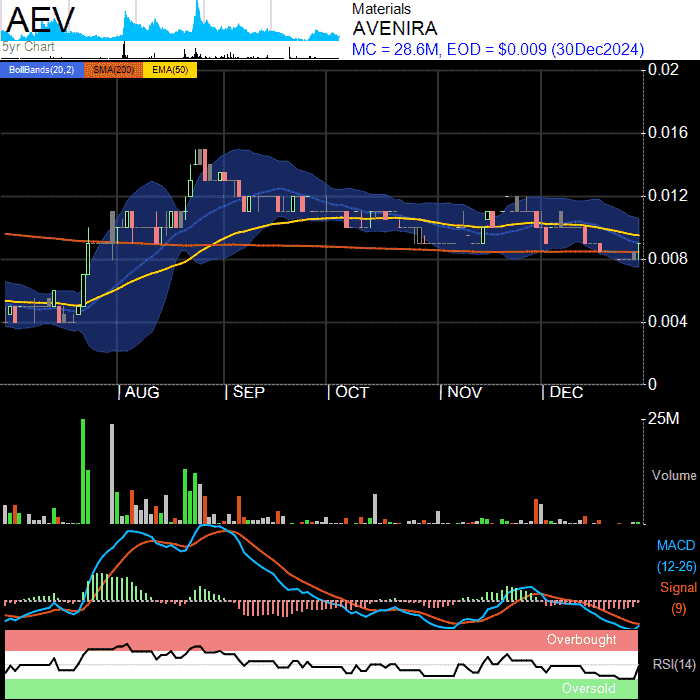 AEV
5yr Chart
Materials
AVENIRA
MC = 28.6M, EOD = $0.009 (30Dec2024)
BollBands(20,2) SMA(200) EMA(50)
0.02
0.016
0.012
0.008
0.004
0
AUG SEP OCT NOV DEC
25M
Volume
MACD
(12-26)
Signal
(9)
Overbought
RSI(14)
Oversold